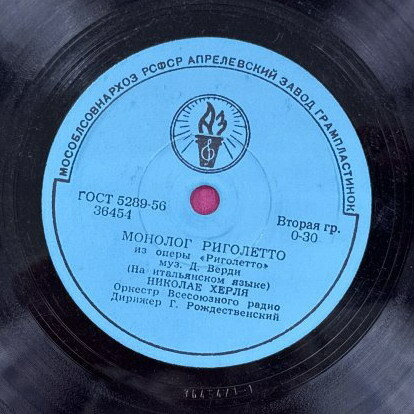 МОСОБЛСОВНАРХОЗ РСФСР АПРЕЛЕВСКИЙ ЗАВОД ГРАМПЛАСТИНОК
АЗ
ГОСТ 5289-56
36454
Вторая гр.
0-30
МОНОЛОГ РИГОЛЕТТО
из оперы «Риголетто»
муз. Д. Верди
(На итальянском языке)
НИКОЛАЕ ХЕРЛЯ
Оркестр Всесоюзного радио
Дирижер Г. Рождественский